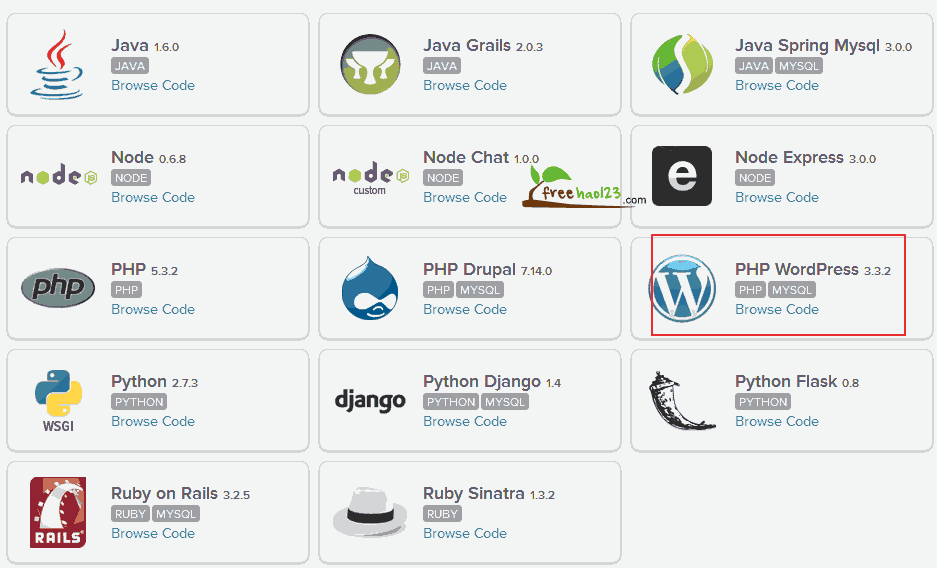 Java 1.6.0
JAVA
Browse Code
Java Grails 2.0.3
JAVA
Browse Code
Java Spring Mysql 3.0.0
JAVA MYSQL
Browse Code
node JS
Node 0.6.8
NODE
Browse Code
node JS
custom
Node Chat 1.0.0
NODE
Browse Code
freehao123.com
e
Node Express 3.0.0
NODE
Browse Code
php
PHP 5.3.2
PHP
Browse Code
PHP Drupal 7.14.0
PHP MYSQL
Browse Code
W
PHP WordPress 3.3.2
PHP MYSQL
Browse Code
WSGI
Python 2.7.3
PYTHON
Browse Code
django
Python Django 1.4
PYTHON MYSQL
Browse Code
Python Flask 0.8
PYTHON
Browse Code
RAILS
Ruby on Rails 3.2.5
RUBY MYSQL
Browse Code
Ruby Sinatra 1.3.2
RUBY
Browse Code